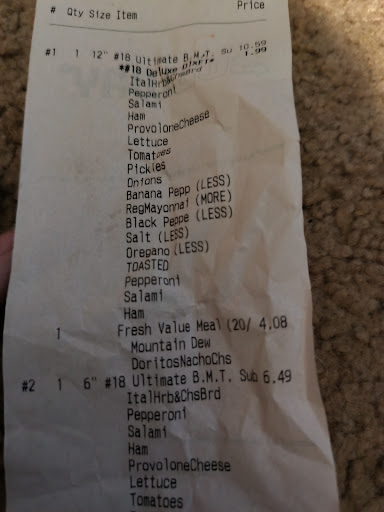 # Qty Size Item Price
#1 1 12" #18 Ultimate B.M.T. Su 10.59
*#18 Deluxe 1.99
ItalHrb&chsBrd
Pepperoni
Salami
Ham
ProvoloneCheese
Lettuce
Tomatoes
Pickles
Onions
Banana Pepp (LESS)
RegMayonnai (MORE)
Black Peppe (LESS)
Salt (LESS)
Oregano (LESS)
TOASTED
Pepperoni
Salami
Ham
1 Fresh Value Meal (20/ 4.08
Mountain Dew
DoritosNachoChs
#2 1 6" #18 Ultimate B.M.T. Sub 6.49
ItalHrb&ChsBrd
Pepperoni
Salami
Ham
ProvoloneCheese
Lettuce
Tomatoes